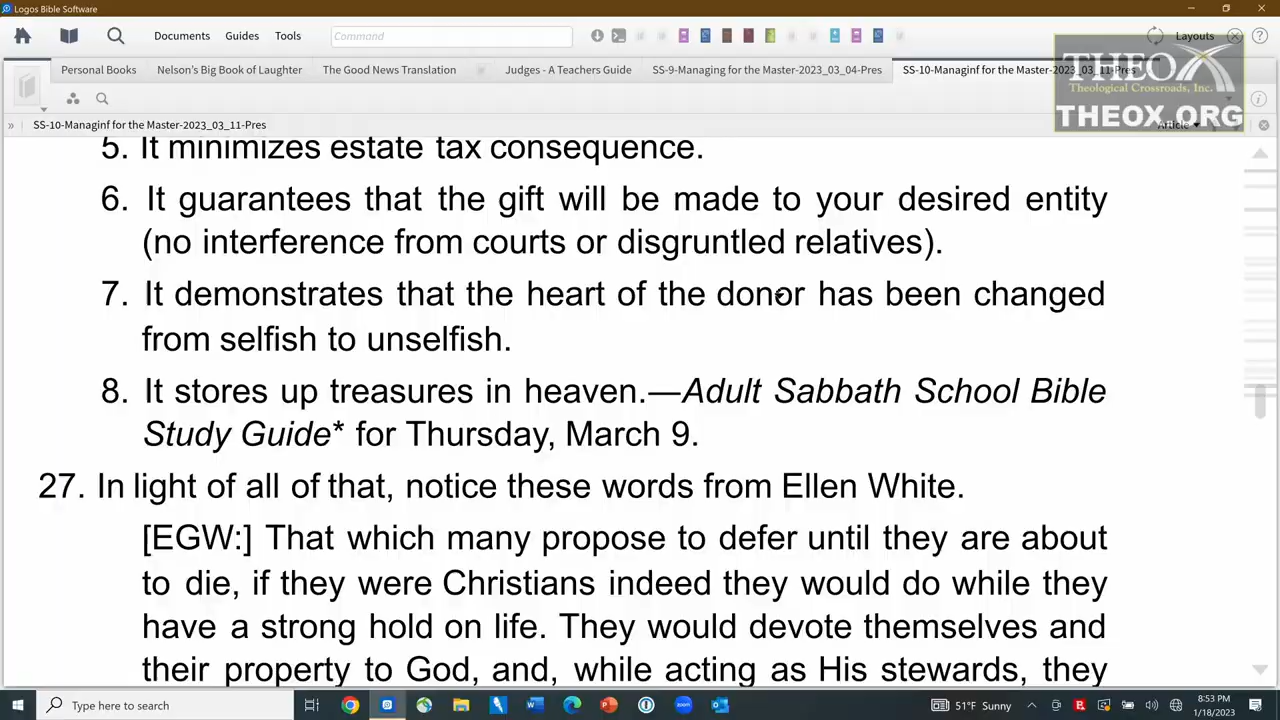 Logos Bible Software
Documents Guides Tools Command Layouts
Personal Books Nelson's Big Book of Laughter The Ga Judges - A Teachers Guide SS-9-Managing for the Master-2023_03_04-Pres SS-10-Managinf for the Master-2023_03_11-Pres
THEOX
Theological Crossroads, Inc.
THEOX.ORG
SS-10-Managinf for the Master-2023_03_11-Pres Article
5. It minimizes estate tax consequence.
6. It guarantees that the gift will be made to your desired entity
(no interference from courts or disgruntled relatives).
7. It demonstrates that the heart of the donor has been changed
from selfish to unselfish.
8. It stores up treasures in heaven.—Adult Sabbath School Bible
Study Guide* for Thursday, March 9.
27. In light of all of that, notice these words from Ellen White.
[EGW:] That which many propose to defer until they are about
to die, if they were Christians indeed they would do while they
have a strong hold on life. They would devote themselves and
their property to God, and, while acting as His stewards, they
Type here to search 51°F Sunny 8:53 PM
1/18/2023